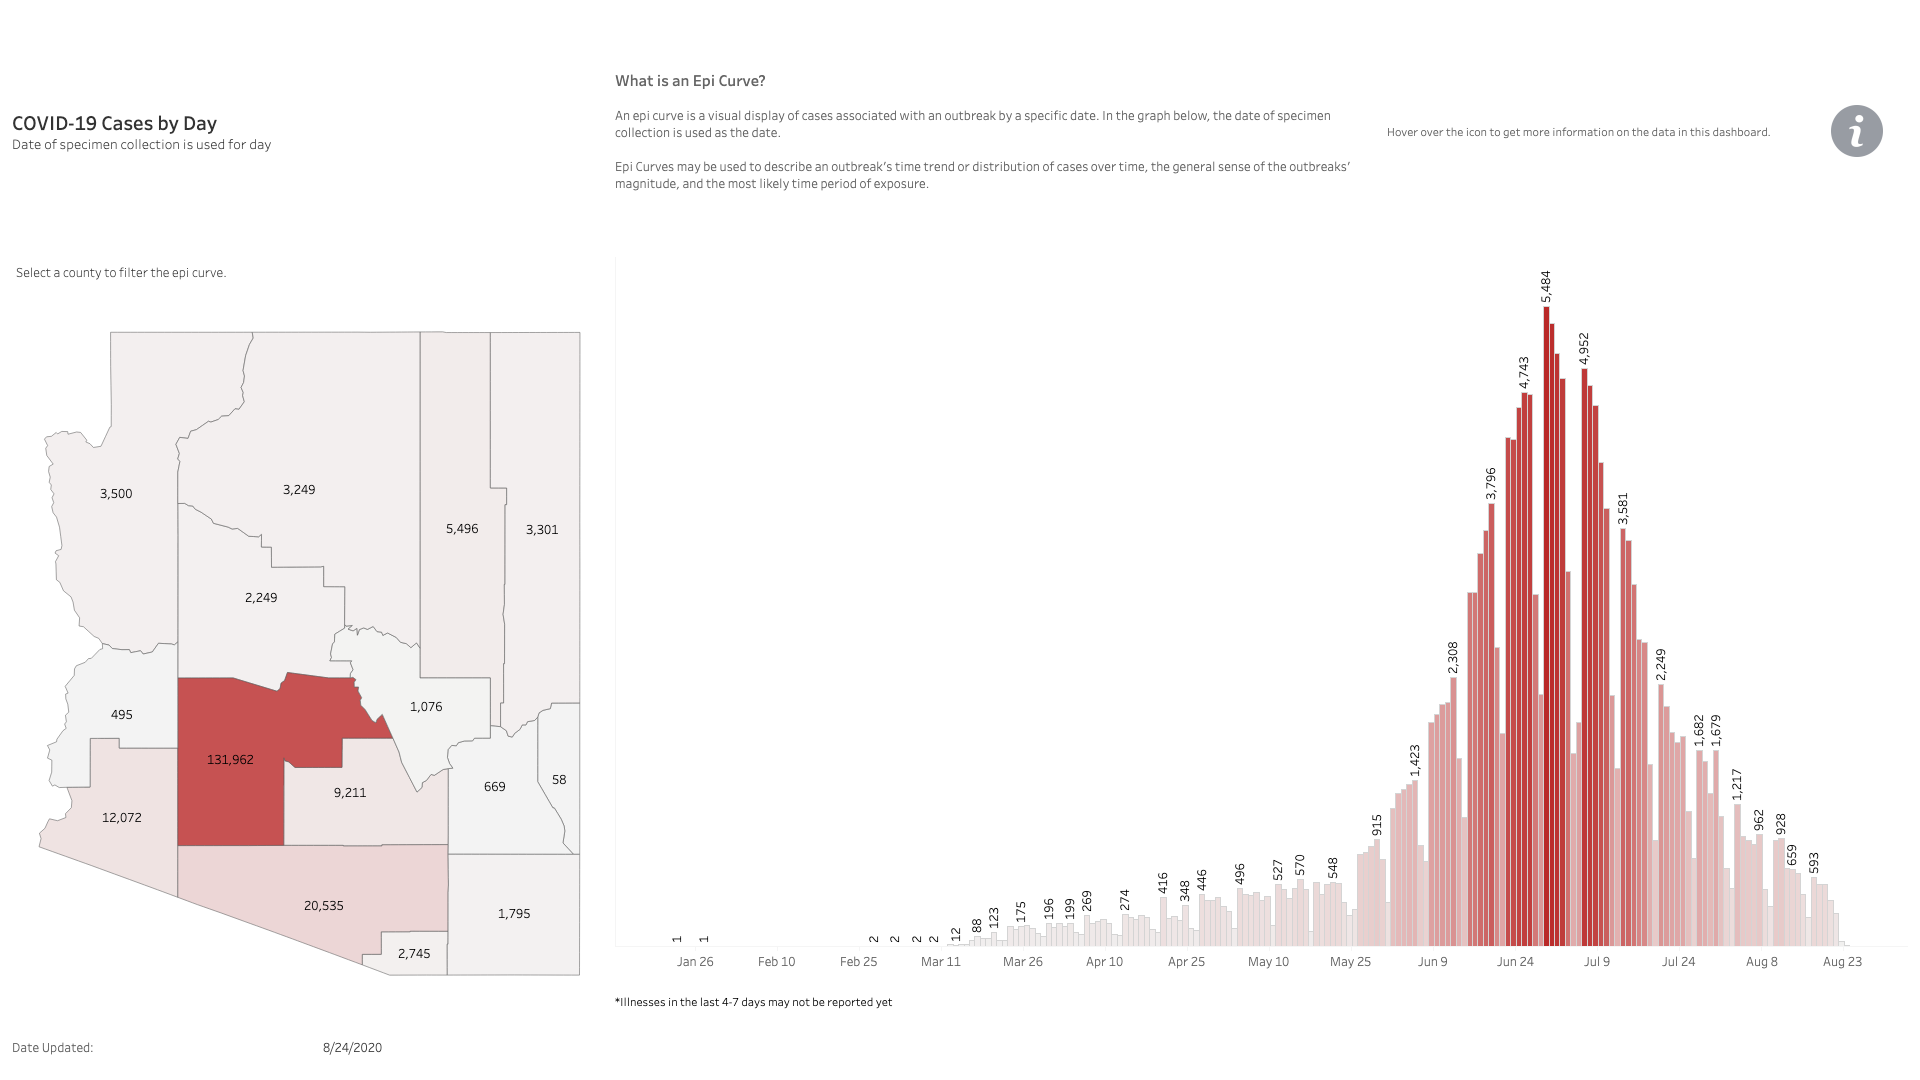 What is an Epi Curve?
COVID-19 Cases by Day
Date of specimen collection is used for day
An epi curve is a visual display of cases associated with an outbreak by a specific date. In the graph below, the date of specimen
collection is used as the date.
Hover over the icon to get more information on the data in this dashboard.
i
Epi Curves may be used to describe an outbreak's time trend or distribution of cases over time, the general sense of the outbreaks'
magnitude, and the most likely time period of exposure.
Select a county to filter the epi curve.
3,500
3,249
5,496
3,301
2,249
495
1,076
131,962
669
58
9,211
12,072
20,535
1,795
2,745
1
1
2
2
2
2
12
88
123
175
196
199
269
274
416
348
446
496
527
570
548
915
1,423
2,308
3,796
4,743
5,484
4,952
3,581
2,249
1,682
1,679
1,217
962
928
659
593
Jan 26
Feb 10
Feb 25
Mar 11
Mar 26
Apr 10
Apr 25
May 10
May 25
Jun 9
Jun 24
Jul 9
Jul 24
Aug 8
Aug 23
*Illnesses in the last 4-7 days may not be reported yet
Date Updated:
8/24/2020